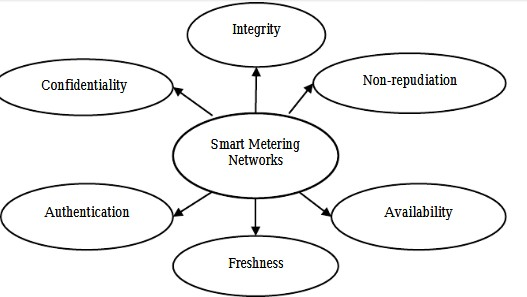 Integrity
Confidentiality
Non-repudiation
Smart Metering
Networks
Authentication
Availability
Freshness